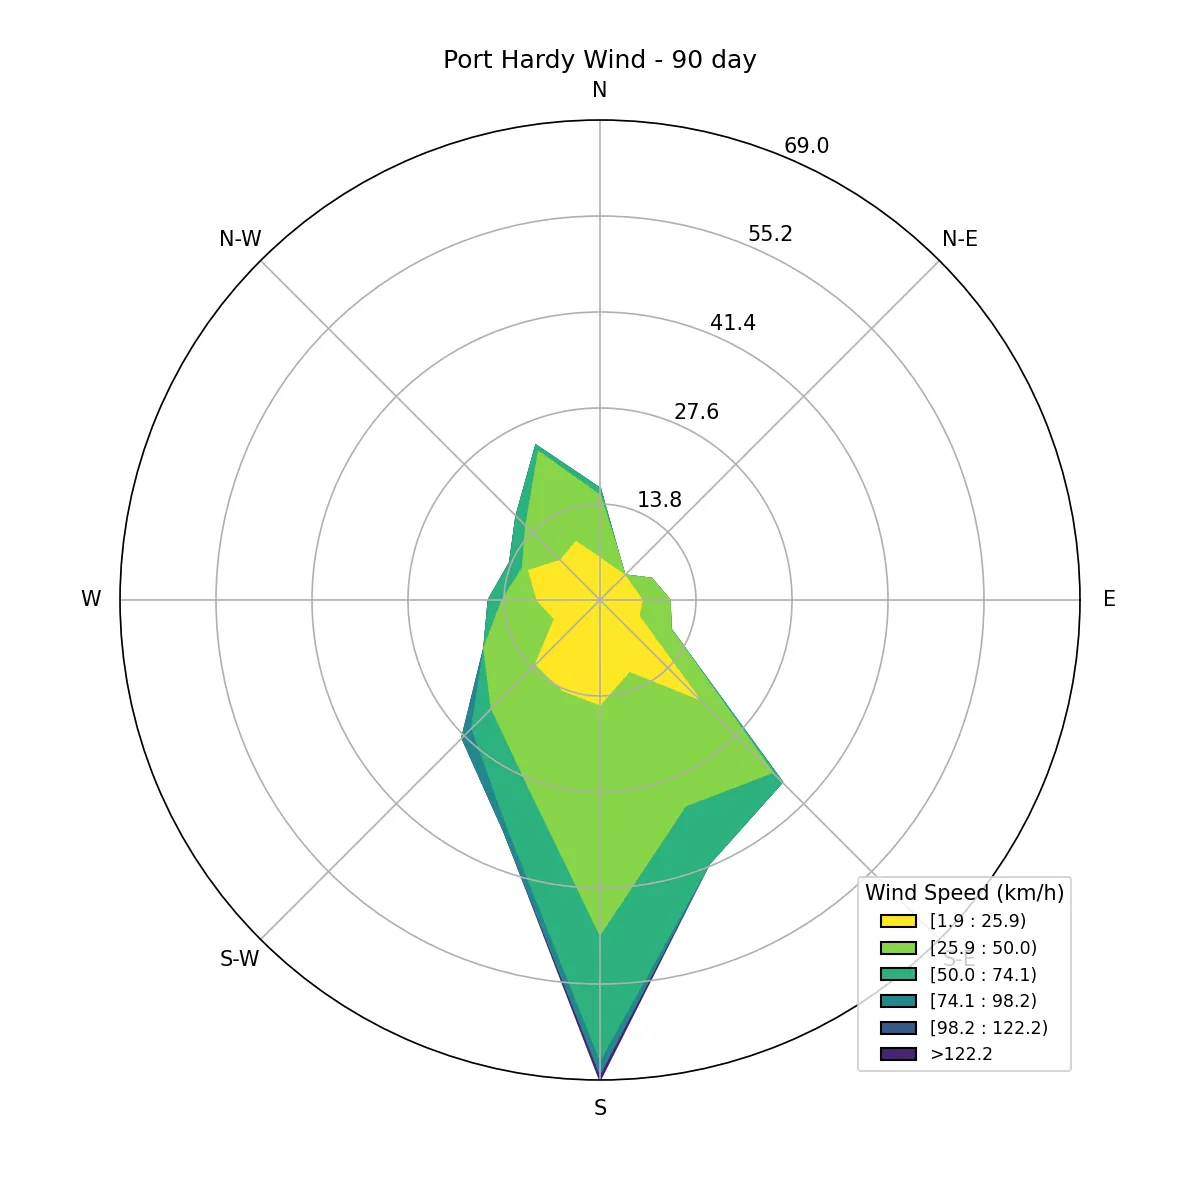 Port Hardy Wind - 90 day
N
69.0
N-W
55.2
N-E
41.4
27.6
13.8
W
E
S-W
S-E
S
Wind Speed (km/h)
[1.9 : 25.9)
[25.9 : 50.0)
[50.0 : 74.1)
[74.1 : 98.2)
[98.2 : 122.2)
>122.2